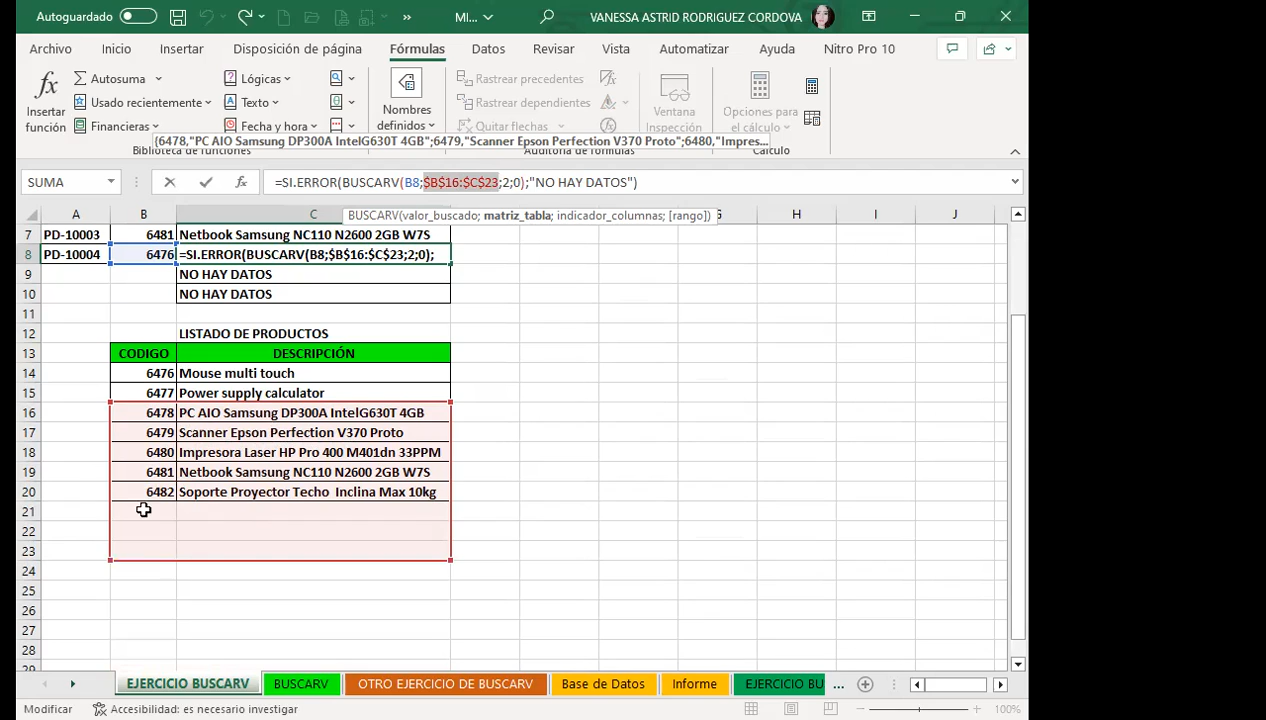 Autoguardado
MI...
VANESSA ASTRID RODRIGUEZ CORDOVA
Archivo Inicio Insertar Disposición de página Fórmulas Datos Revisar Vista Automatizar Ayuda Nitro Pro 10
Insertar función
Autosuma
Usado recientemente
Financieras
Lógicas
Texto
Fecha y hora
Nombres definidos
Rastrear precedentes
Rastrear dependientes
Quitar flechas
Ventana Inspección
Opciones para el cálculo
{6478,"PC AIO Samsung DP300A IntelG630T 4GB";6479,"Scanner Epson Perfection V370 Proto";6480,"Impres...
Biblioteca de funciones Auditoría de fórmulas Cálculo
SUMA
fx
=SI.ERROR(BUSCARV(B8;$B$16:$C$23;2;0);"NO HAY DATOS")
BUSCARV(valor_buscado; matriz_tabla; indicador_columnas; [rango])
A B C G H I J
7 PD-10003 6481 Netbook Samsung NC110 N2600 2GB W7S
8 PD-10004 6476 =SI.ERROR(BUSCARV(B8;$B$16:$C$23;2;0);
9 NO HAY DATOS
10 NO HAY DATOS
11
12 LISTADO DE PRODUCTOS
13 CODIGO DESCRIPCIÓN
14 6476 Mouse multi touch
15 6477 Power supply calculator
16 6478 PC AIO Samsung DP300A IntelG630T 4GB
17 6479 Scanner Epson Perfection V370 Proto
18 6480 Impresora Laser HP Pro 400 M401dn 33PPM
19 6481 Netbook Samsung NC110 N2600 2GB W7S
20 6482 Soporte Proyector Techo Inclina Max 10kg
21
22
23
24
25
26
27
28
29
EJERCICIO BUSCARV BUSCARV OTRO EJERCICIO DE BUSCARV Base de Datos Informe EJERCICIO BU ...
Modificar Accesibilidad: es necesario investigar 100%